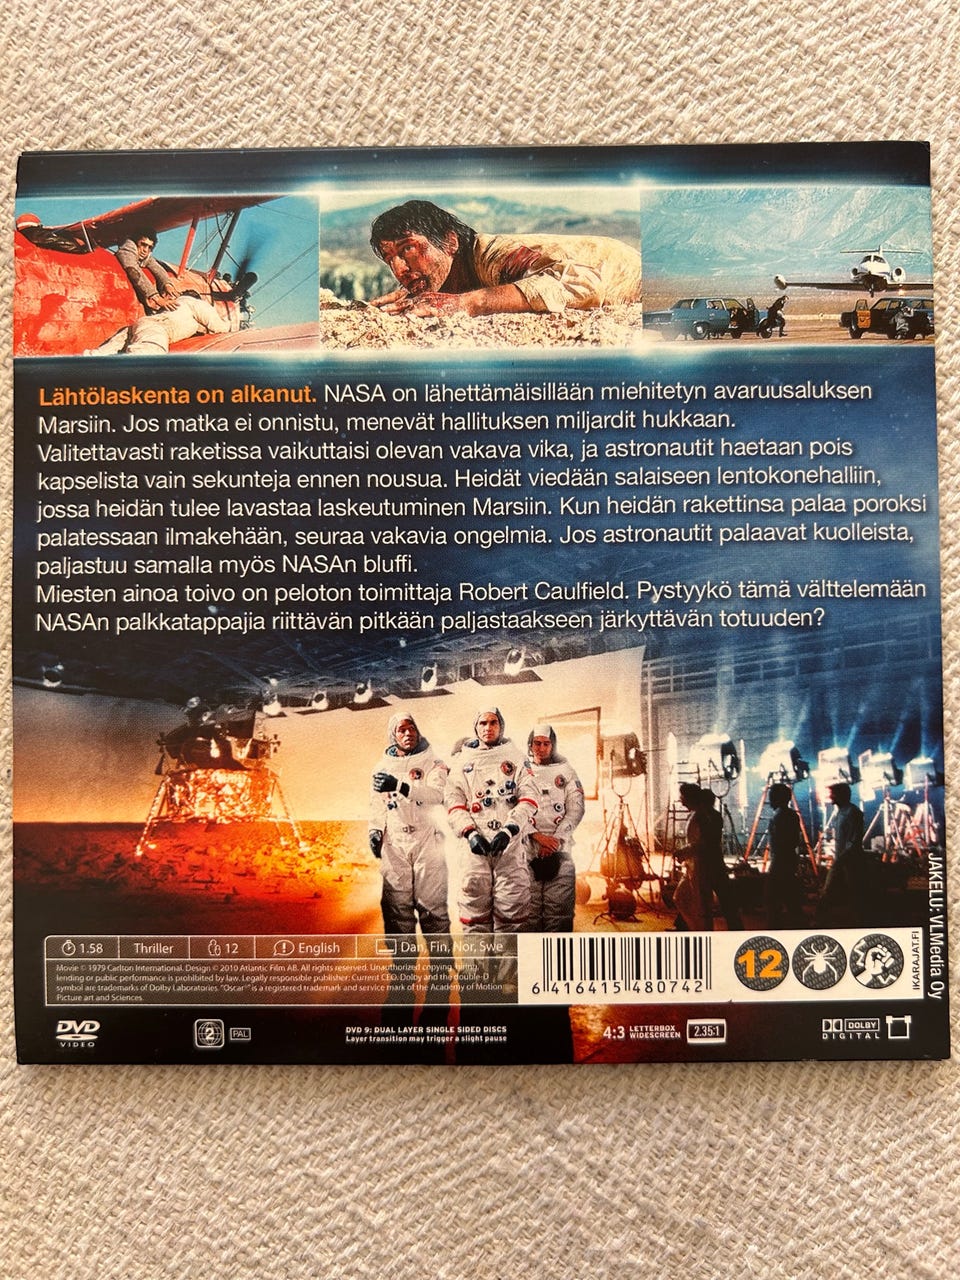 Lähtölaskenta on alkanut. NASA on lähettämäisillään miehitetyn avaruusaluksen
Marsiin. Jos matka ei onnistu, menevät hallituksen miljardit hukkaan.
Valitettavasti raketissa vaikuttaisi olevan vakava vika, ja astronautit haetaan pois
kapselista vain sekunteja ennen nousua. Heidät viedään salaiseen lentokonehalliin,
jossa heidän tulee lavastaa laskeutuminen Marsiin. Kun heidän rakettinsa palaa poroksi
palatessaan ilmakehään, seuraa vakavia ongelmia. Jos astronautit palaavat kuolleista,
paljastuu samalla myös NASAn bluffi.
Miesten ainoa toivo on peloton toimittaja Robert Caulfield. Pystyykö tämä välttelemään
NASAn palkkatappajia riittävän pitkään paljastaakseen järkyttävän totuuden?
JAKELU: VLMedia Oy
1.58 Thriller 12 English Dan, Fin, Nor, Swe
Movie © 1979 Carlton International. Design © 2010 Atlantic Film AB. All rights reserved. Unauthorized copying, hiring,
lending or public performance is prohibited by law. Legally responsible publisher: Current CEO. Dolby and the double-D
symbol are trademarks of Dolby Laboratories. "Oscar®" is a registered trademark and service mark of the Academy of Motion
Picture art and Sciences.
6 416415 480742
12
IKARAJAT.FI
DVD
VIDEO
2
PAL
DVD 9: DUAL LAYER SINGLE SIDED DISCS
Layer transition may trigger a slight pause
4:3 LETTERBOX
WIDESCREEN
2.35:1
DOLBY
DIGITAL